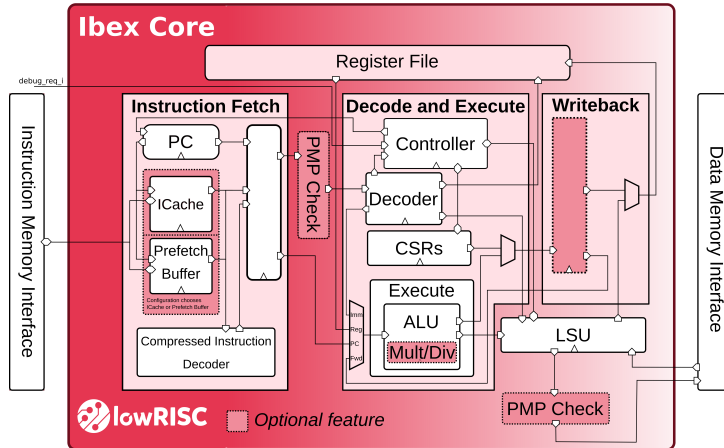 Ibex Core
Register File
debug_req_i
Instruction Fetch
Decode and Execute
Writeback
Instruction Memory Interface
Data Memory Interface
PC
Controller
PMP Check
ICache
Decoder
Prefetch
Buffer
CSRs
Configuration chooses
ICache or Prefetch Buffer
Execute
Imm
Reg
PC
Fwd
ALU
Mult/Div
Compressed Instruction
Decoder
LSU
PMP Check
lowRISC
Optional feature